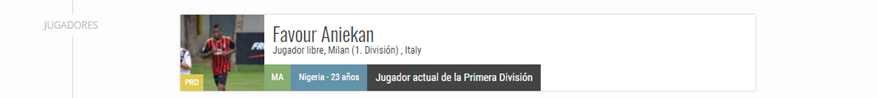 JUGADORES
Favour Aniekan
Jugador libre, Milan (1. División) , Italy
PRO
MA
Nigeria - 23 años
Jugador actual de la Primera División